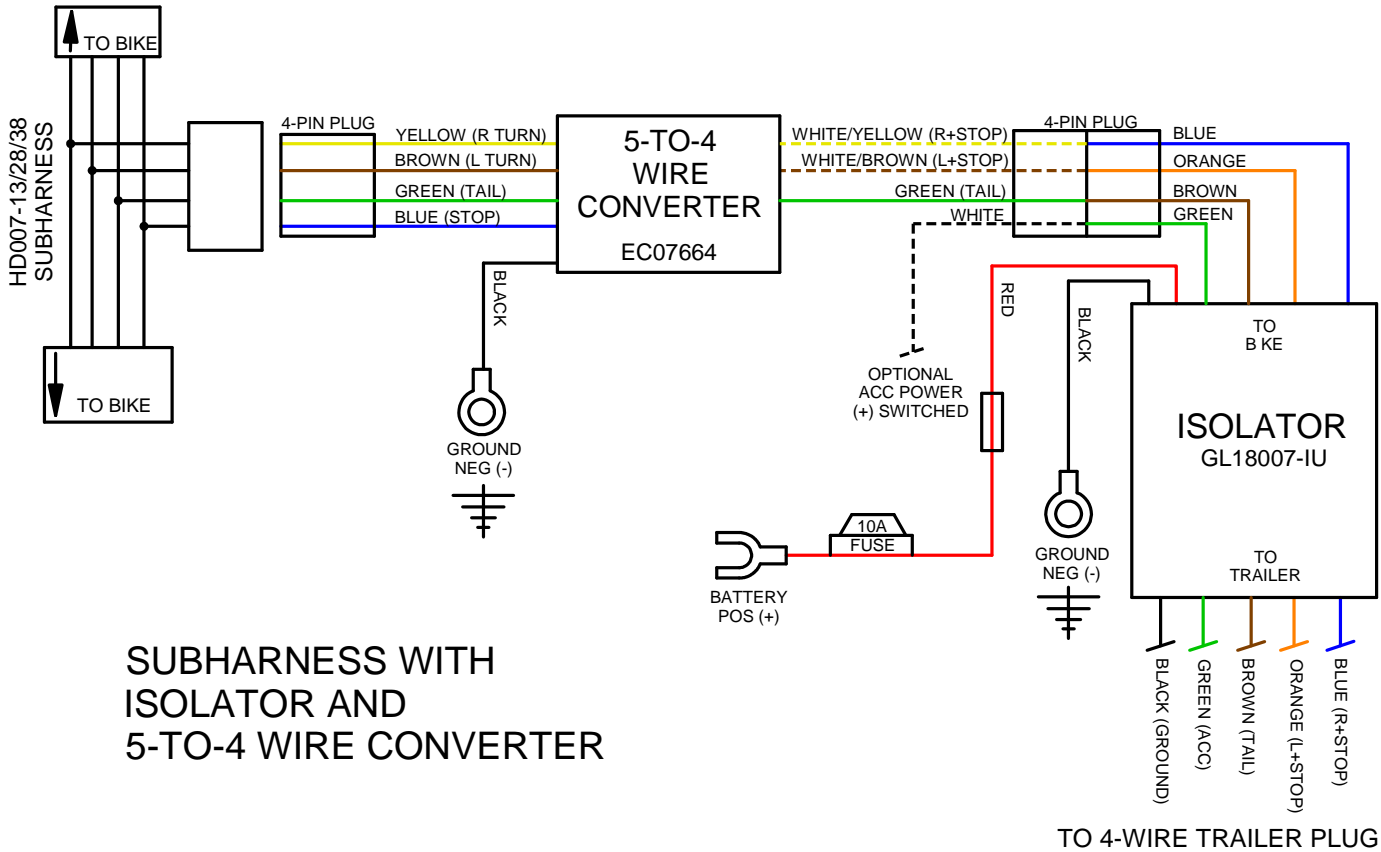 TO BIKE
HD007-13/28/38
SUBHARNESS
TO BIKE
4-PIN PLUG
YELLOW (R TURN)
BROWN (L TURN)
GREEN (TAIL)
BLUE (STOP)
BLACK
GROUND
NEG (-)
5-TO-4
WIRE
CONVERTER
EC07664
WHITE/YELLOW (R+STOP)
WHITE/BROWN (L+STOP)
GREEN (TAIL)
WHITE
4-PIN PLUG
BLUE
ORANGE
BROWN
GREEN
OPTIONAL
ACC POWER
(+) SWITCHED
RED
BLACK
10A
FUSE
BATTERY
POS (+)
GROUND
NEG (-)
TO
B KE
ISOLATOR
GL18007-IU
TO
TRAILER
BLACK (GROUND)
GREEN (ACC)
BROWN (TAIL)
ORANGE (L+STOP)
BLUE (R+STOP)
TO 4-WIRE TRAILER PLUG
SUBHARNESS WITH
ISOLATOR AND
5-TO-4 WIRE CONVERTER